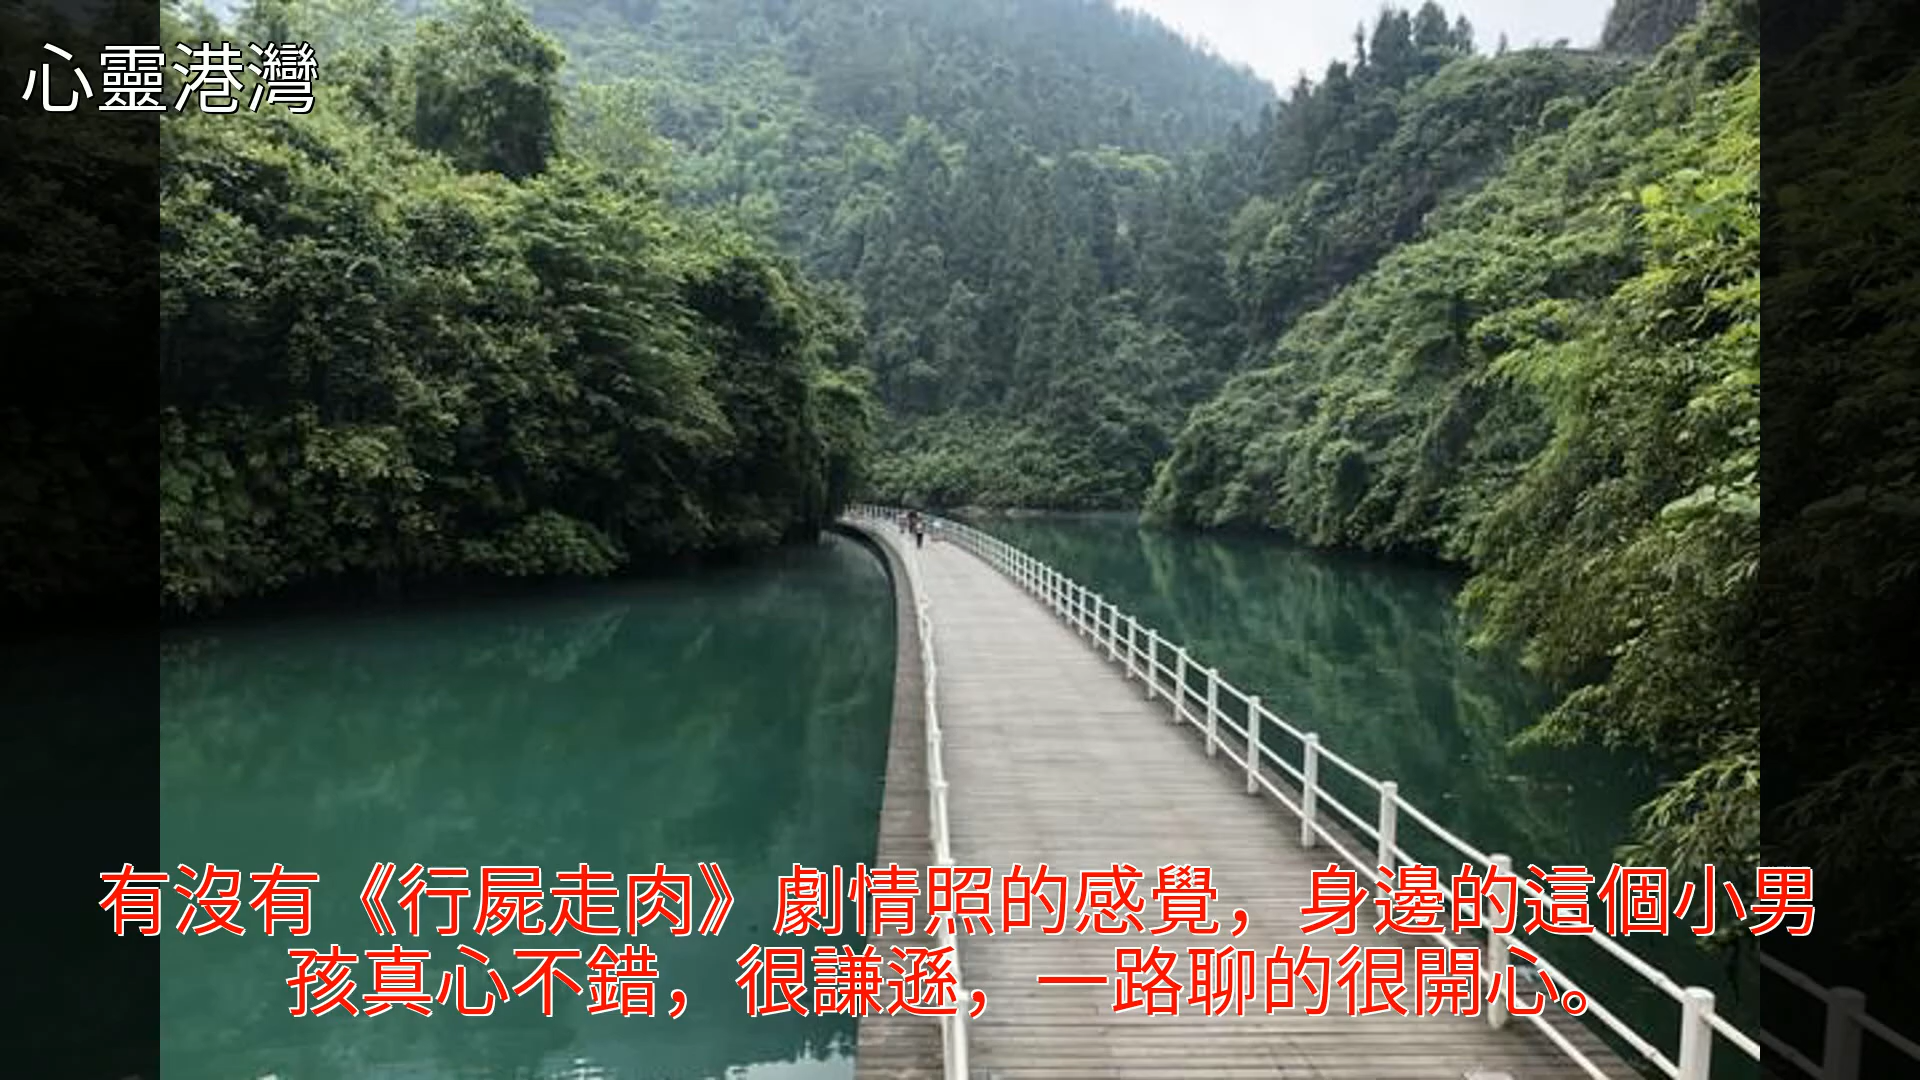 心靈港灣
有沒有《行屍走肉》劇情照的感覺，身邊的這個小男
孩真心不錯，很謙遜，一路聊的很開心。